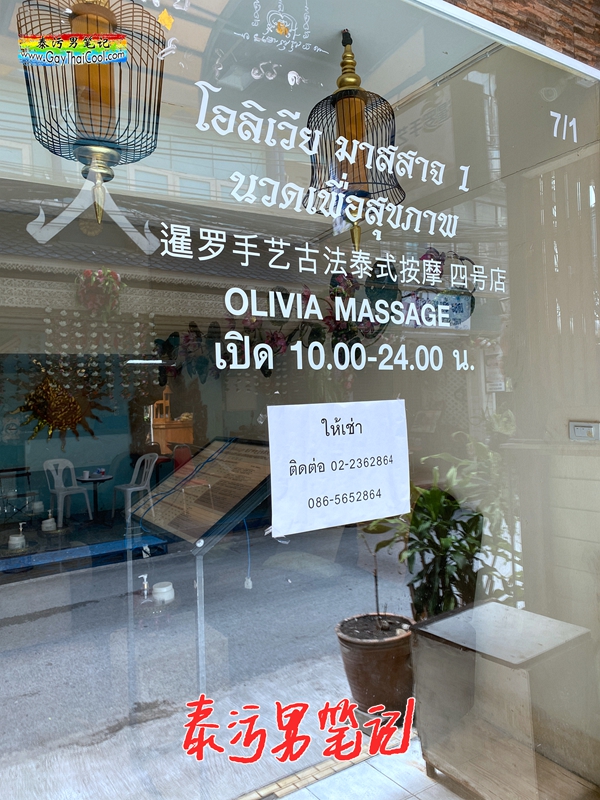 泰污男笔记
www.GayThaiCool.com
7/1
โอลิเวีย มาสสาจ 1
นวดเพื่อสุขภาพ
暹罗手艺古法泰式按摩 四号店
OLIVIA MASSAGE
เปิด 10.00-24.00 น.
ให้เช่า
ติดต่อ 02-2362864
086-5652864
泰污男笔记